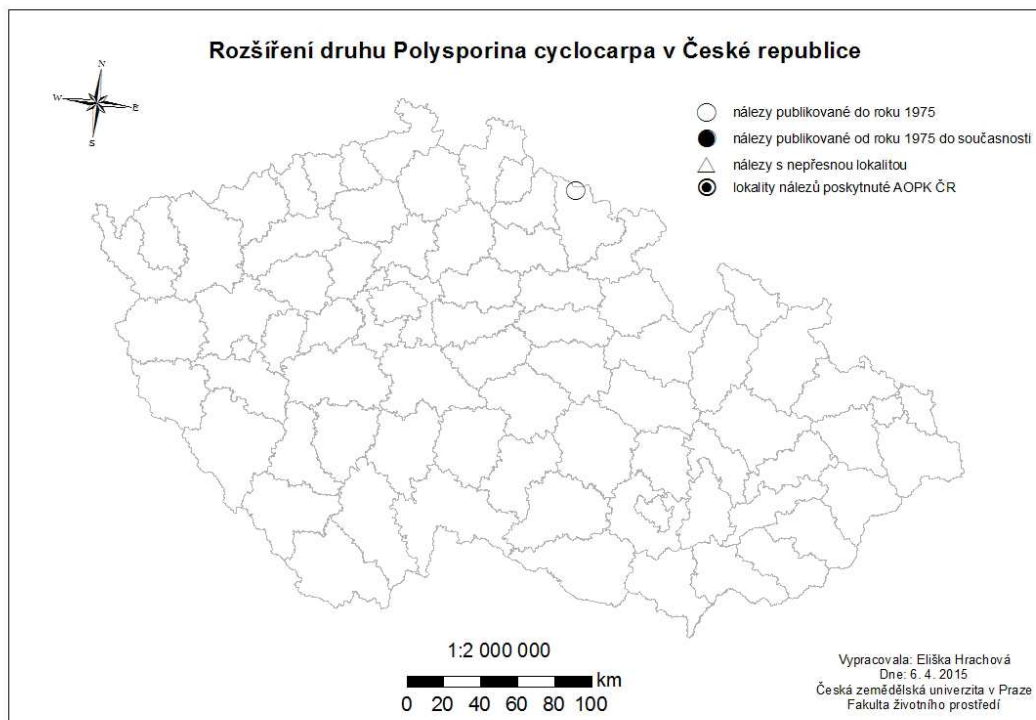 Rozšíření druhu Polysporina cyclocarpa v České republice
N
W
E
S
nálezy publikované do roku 1975
nálezy publikované od roku 1975 do současnosti
nálezy s nepřesnou lokalitou
lokality nálezů poskytnuté AOPK ČR
1:2 000 000
km
0 20 40 60 80 100
Vypracovala: Eliška Hrachová
Dne: 6. 4. 2015
Česká zemědělská univerzita v Praze
Fakulta životního prostředí